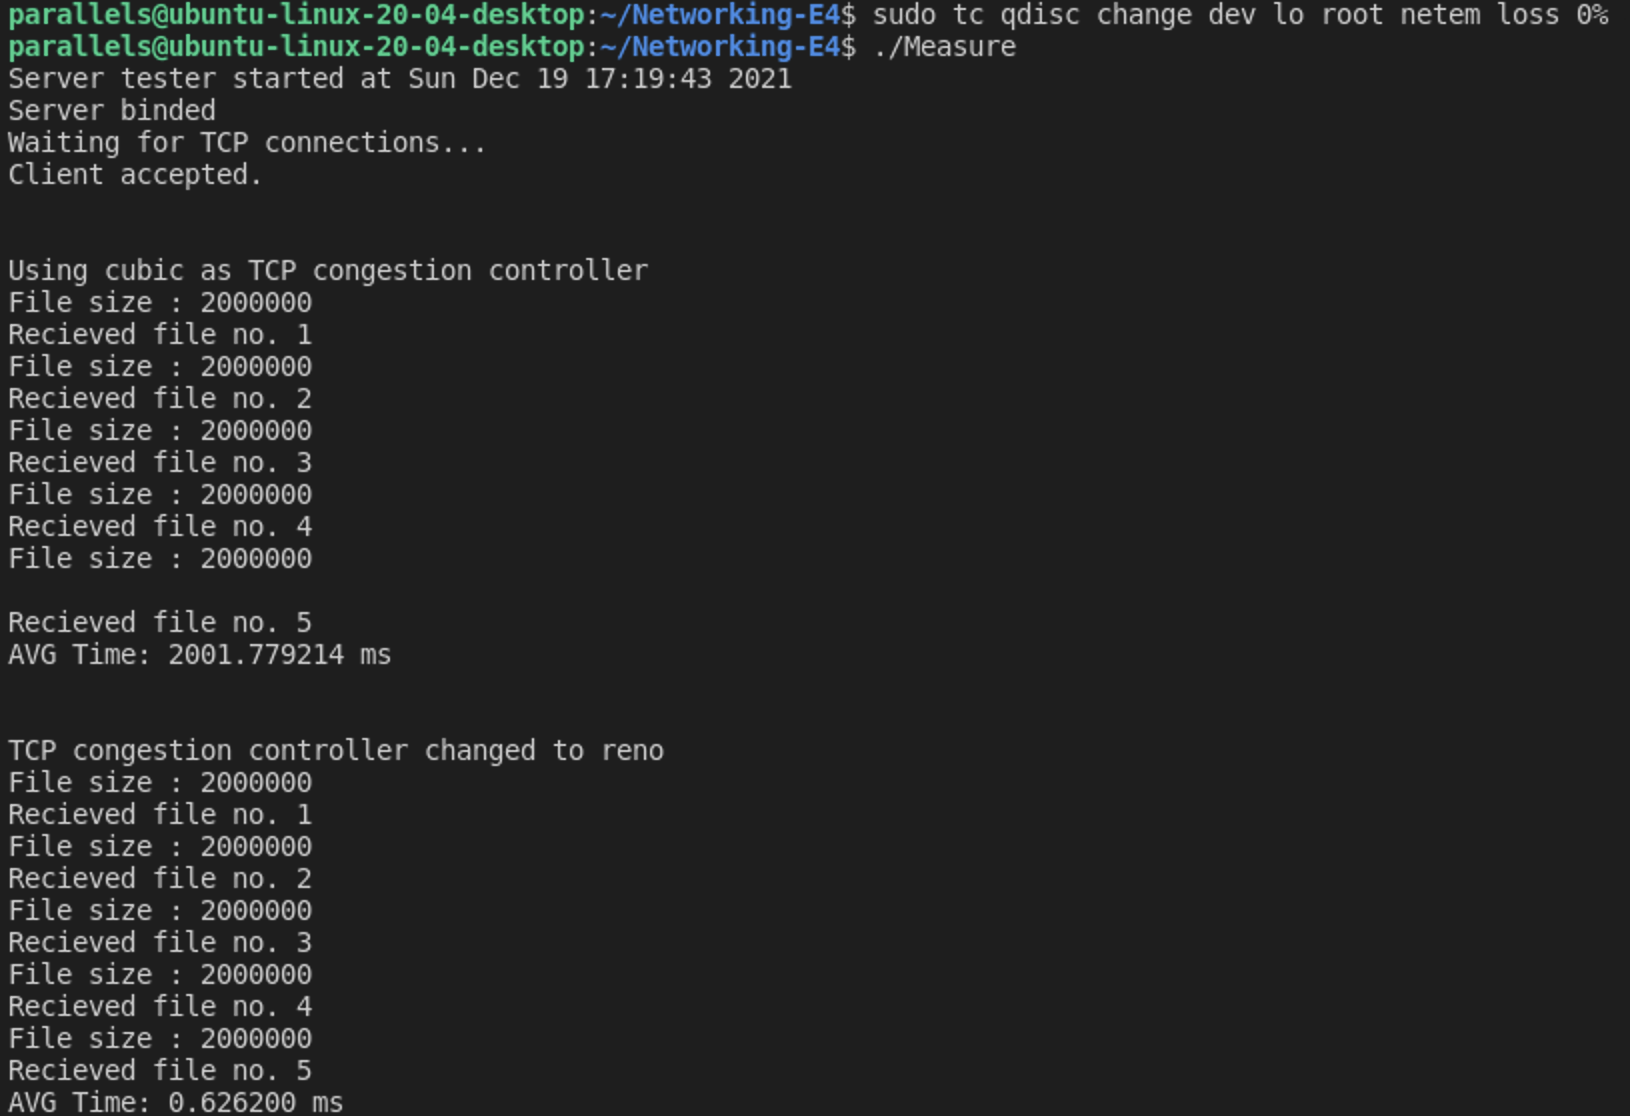 parallels@ubuntu-linux-20-04-desktop:~/Networking-E4$ sudo tc qdisc change dev lo root netem loss 0%
parallels@ubuntu-linux-20-04-desktop:~/Networking-E4$ ./Measure
Server tester started at Sun Dec 19 17:19:43 2021
Server binded
Waiting for TCP connections...
Client accepted.
Using cubic as TCP congestion controller
File size : 2000000
Recieved file no. 1
File size : 2000000
Recieved file no. 2
File size : 2000000
Recieved file no. 3
File size : 2000000
Recieved file no. 4
File size : 2000000
Recieved file no. 5
AVG Time: 2001.779214 ms
TCP congestion controller changed to reno
File size : 2000000
Recieved file no. 1
File size : 2000000
Recieved file no. 2
File size : 2000000
Recieved file no. 3
File size : 2000000
Recieved file no. 4
File size : 2000000
Recieved file no. 5
AVG Time: 0.626200 ms